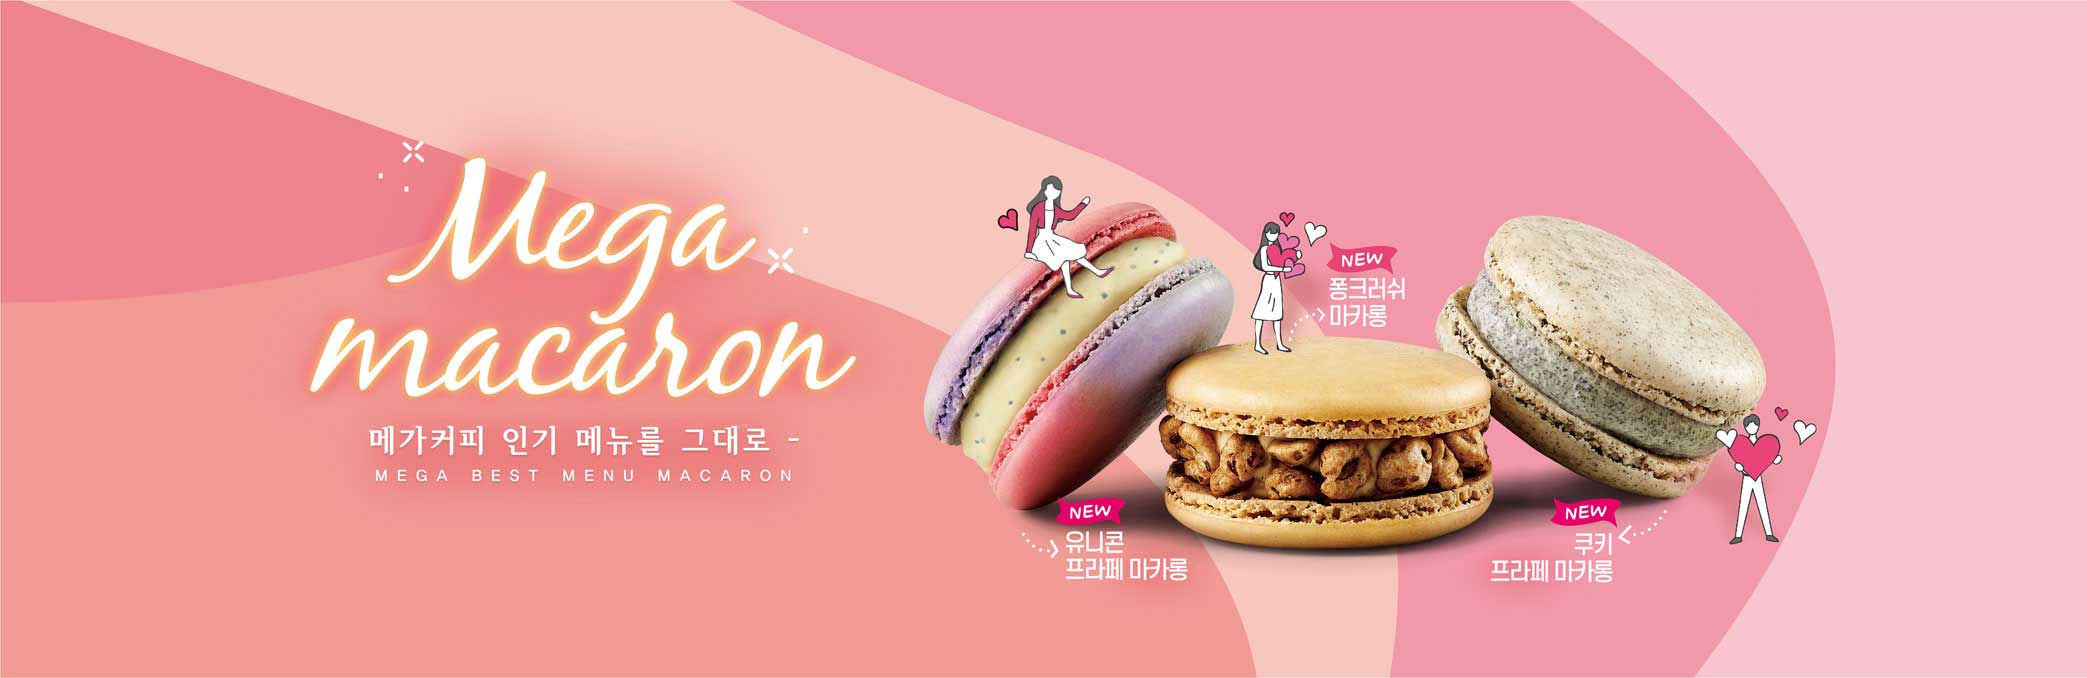 Mega
macaron
메가커피 인기 메뉴를 그대로 -
MEGA BEST MENU MACARON
NEW
유니콘
프라페 마카롱
NEW
퐁크러쉬
마카롱
NEW
쿠키
프라페 마카롱